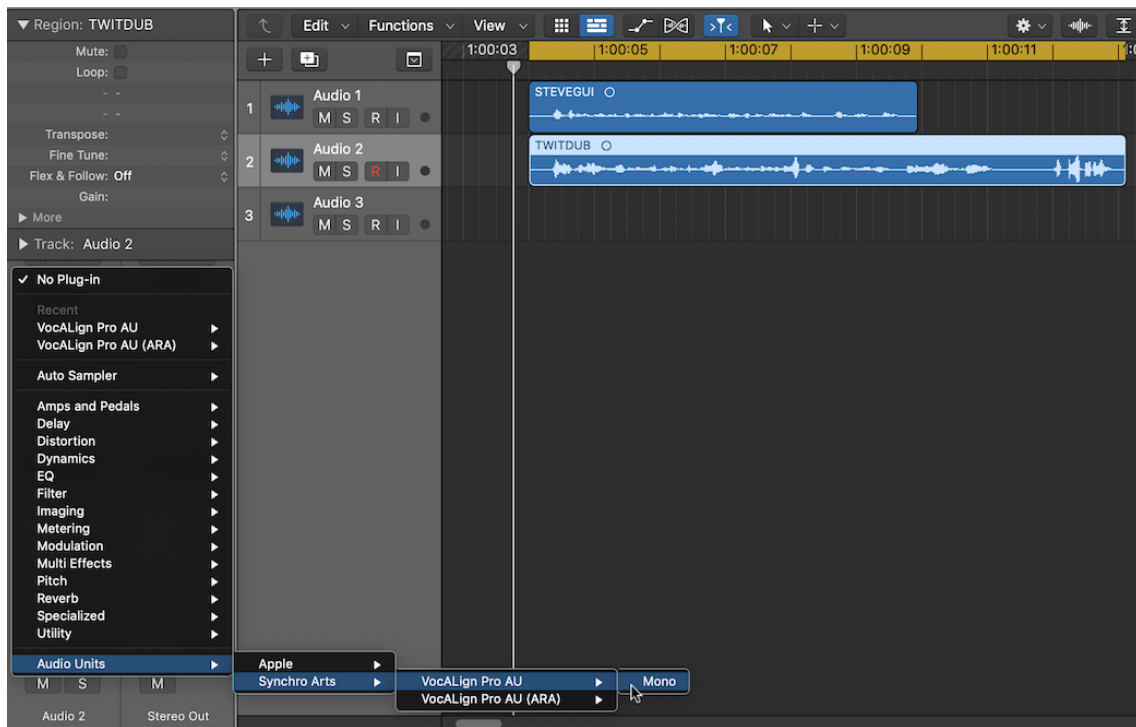 Region: TWITDUB
Edit Functions View
Mute:
Loop:
- -
- -
Transpose:
Fine Tune:
Flex & Follow: Off
Gain:
More
Track: Audio 2
1:00:03 1:00:05 1:00:07 1:00:09 1:00:11
1 Audio 1
M S R I
STEVEGUI
2 Audio 2
M S R I
TWITDUB
3 Audio 3
M S R I
No Plug-in
Recent
VocALign Pro AU
VocALign Pro AU (ARA)
Auto Sampler
Amps and Pedals
Delay
Distortion
Dynamics
EQ
Filter
Imaging
Metering
Modulation
Multi Effects
Pitch
Reverb
Specialized
Utility
Audio Units
Apple
Synchro Arts
VocALign Pro AU
VocALign Pro AU (ARA)
Mono
M S M
Audio 2 Stereo Out